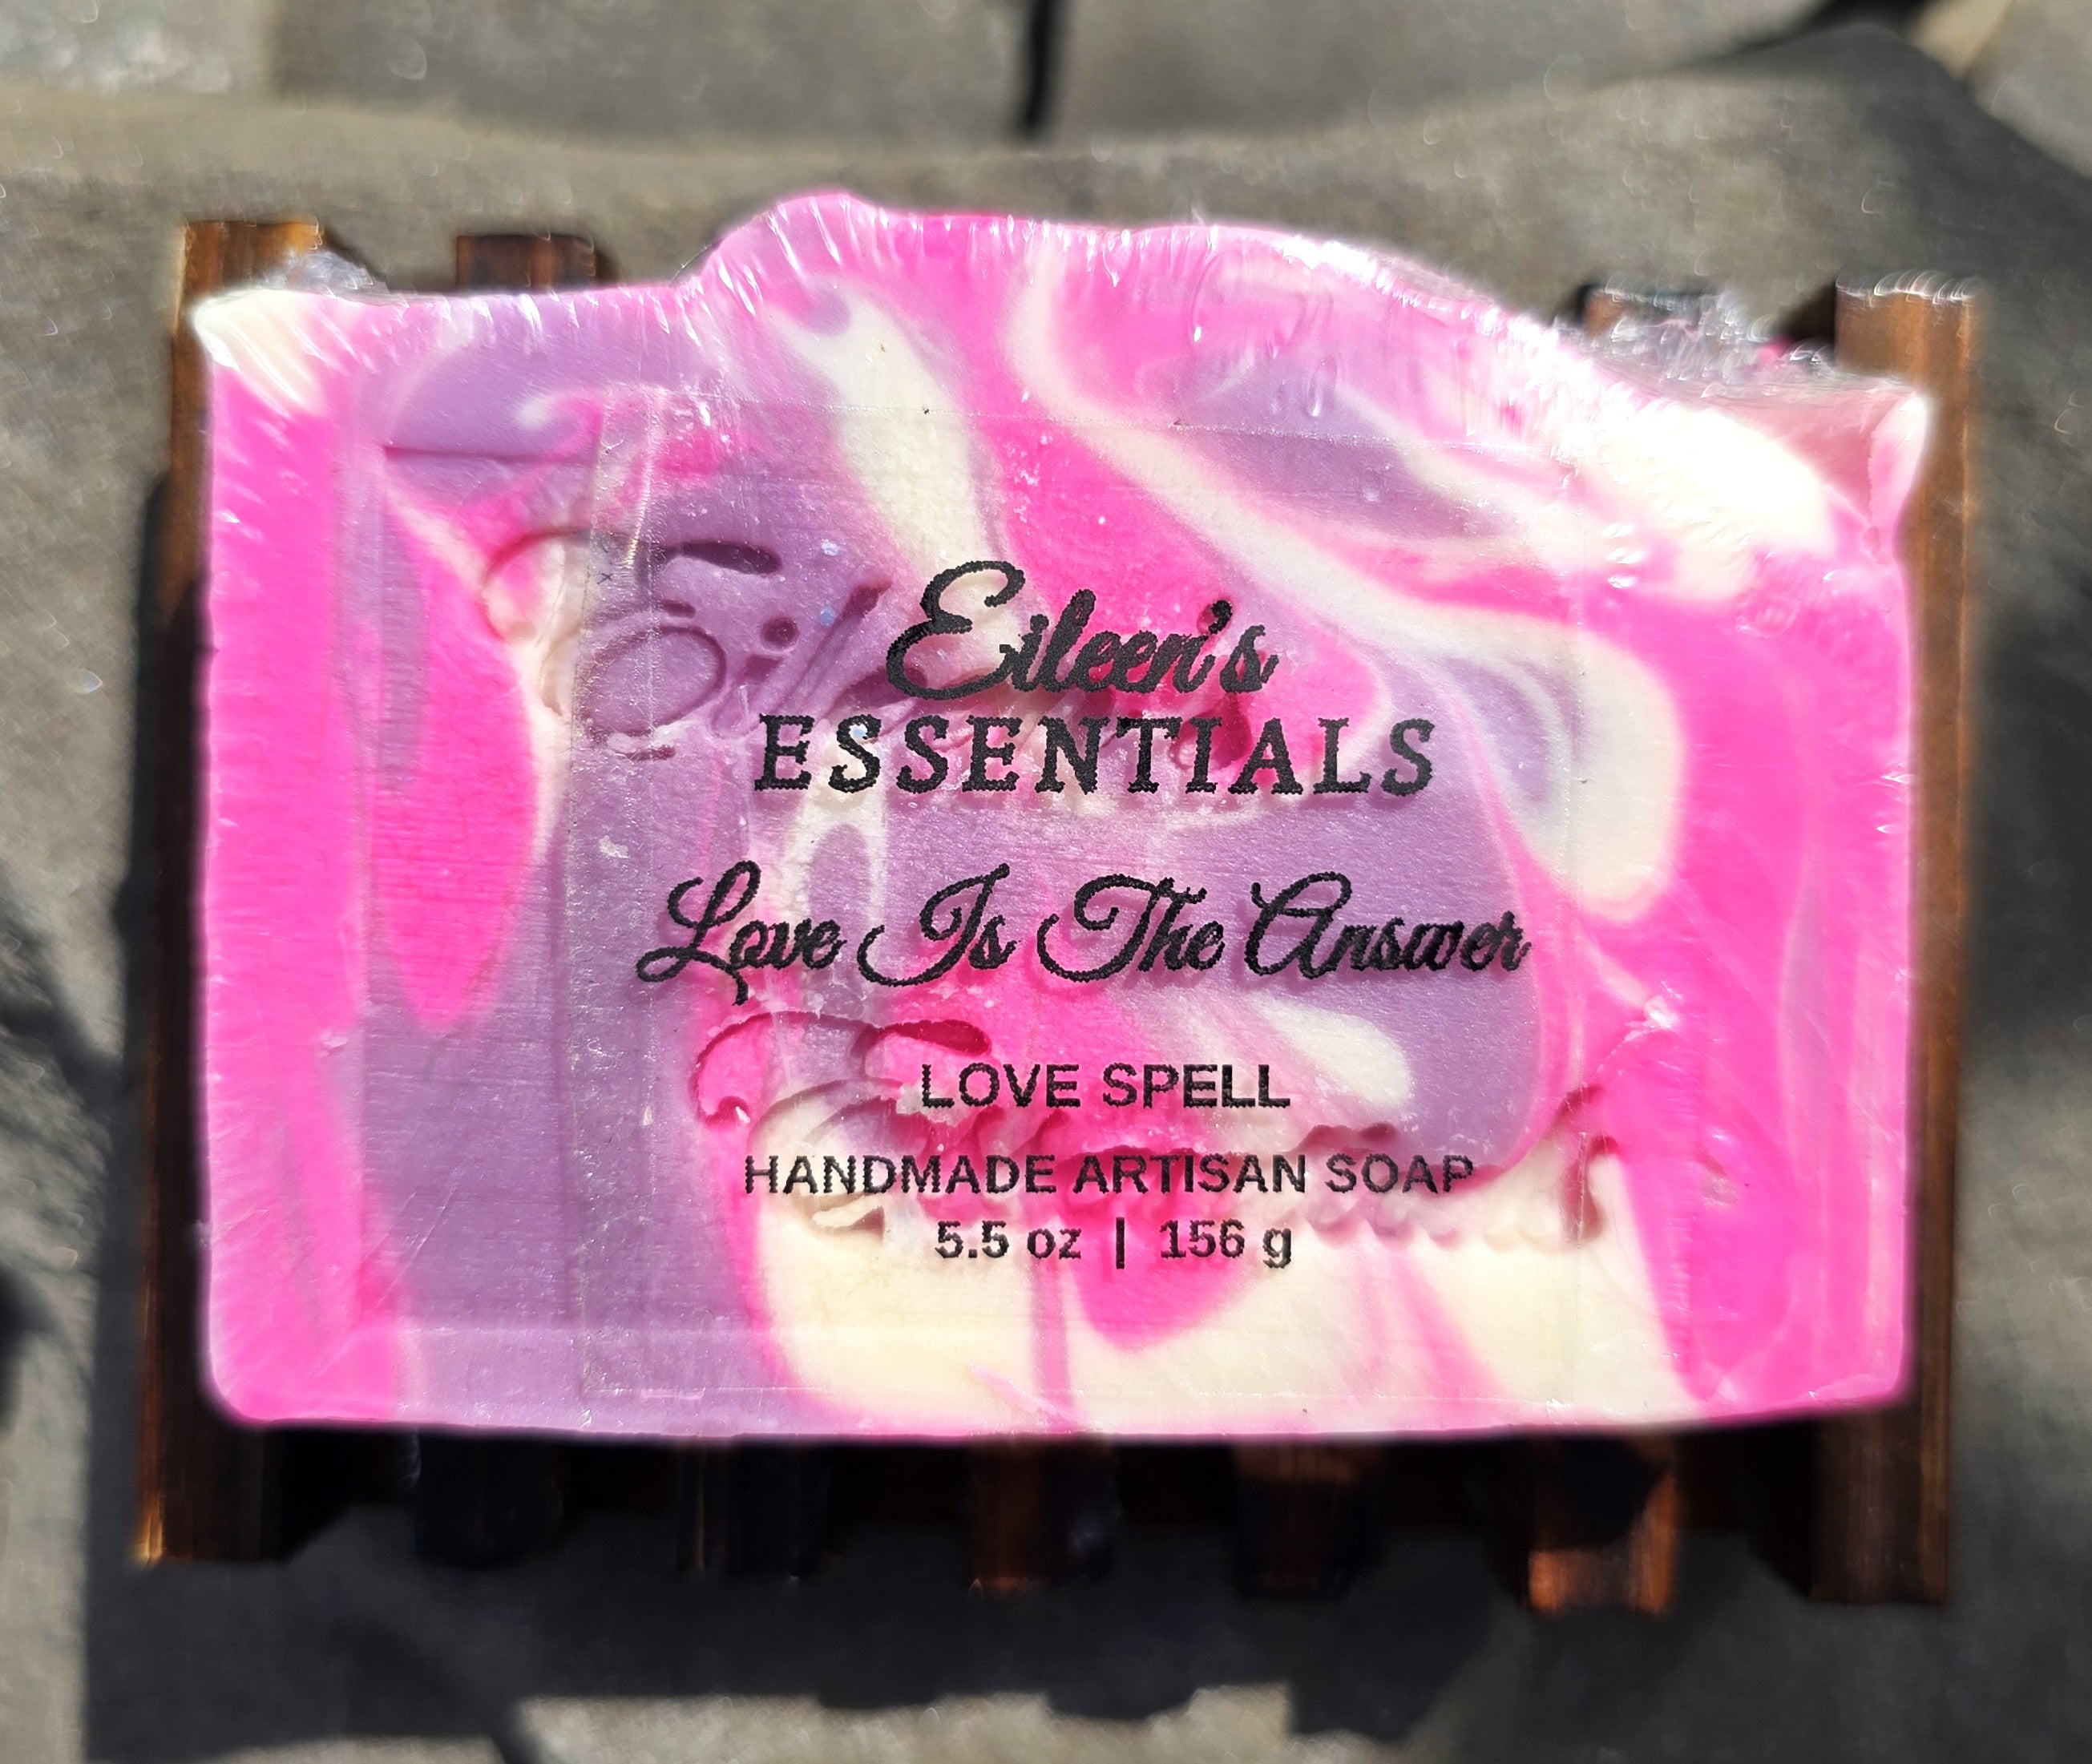 Eileen's
ESSENTIALS
Love Is The Answer
LOVE SPELL
HANDMADE ARTISAN SOAP
5.5 oz | 156 g